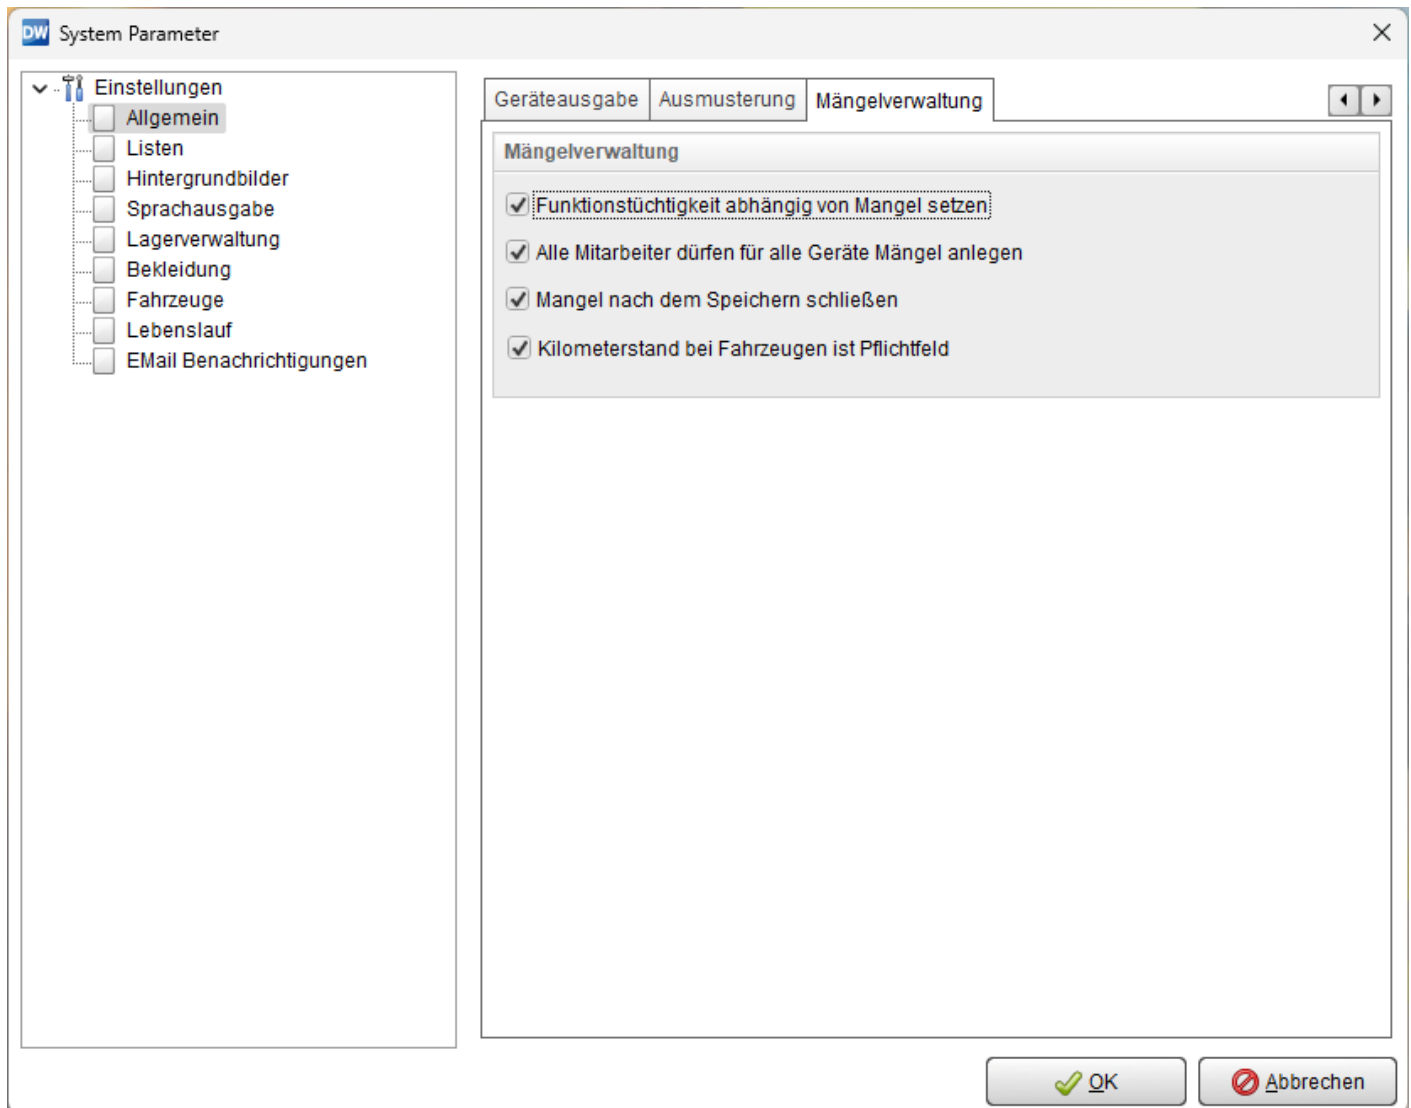 DW System Parameter
Einstellungen
Allgemein
Listen
Hintergrundbilder
Sprachausgabe
Lagerverwaltung
Bekleidung
Fahrzeuge
Lebenslauf
EMail Benachrichtigungen
Geräteausgabe Ausmusterung Mängelverwaltung
Mängelverwaltung
Funktionstüchtigkeit abhängig von Mangel setzen
Alle Mitarbeiter dürfen für alle Geräte Mängel anlegen
Mangel nach dem Speichern schließen
Kilometerstand bei Fahrzeugen ist Pflichtfeld
OK Abbrechen